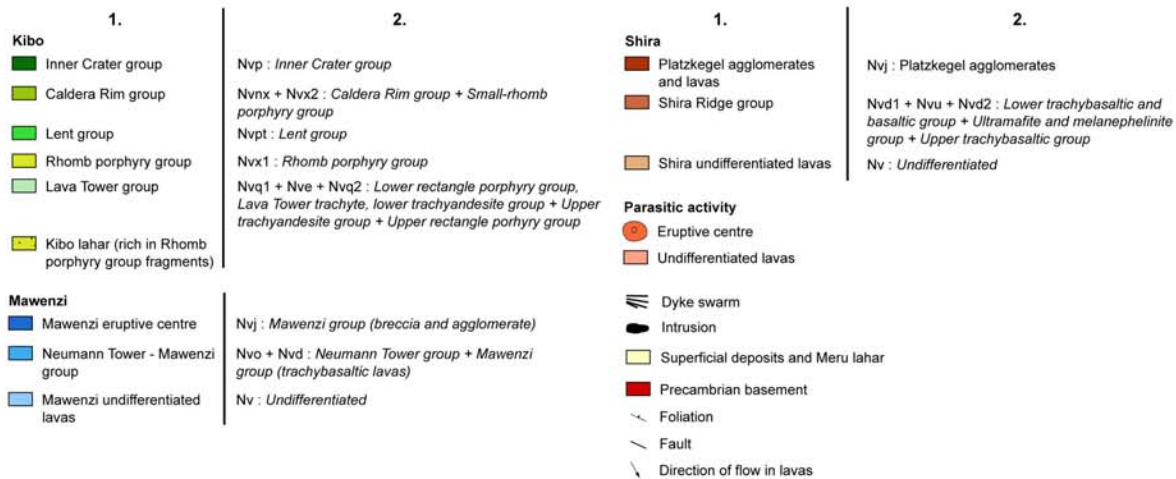 1.
2.
Kibo
Inner Crater group
Nvp : Inner Crater group
Caldera Rim group
Nvnx + Nvx2 : Caldera Rim group + Small-rhomb
porphyry group
Lent group
Nvpt : Lent group
Rhomb porphyry group
Nvx1 : Rhomb porphyry group
Lava Tower group
Nvq1 + Nve + Nvq2 : Lower rectangle porphyry group,
Lava Tower trachyte, lower trachyandesite group + Upper
trachyandesite group + Upper rectangle porhyry group
Kibo lahar (rich in Rhomb
porphyry group fragments)
Mawenzi
Mawenzi eruptive centre
Nvj : Mawenzi group (breccia and agglomerate)
Neumann Tower - Mawenzi
group
Nvo + Nvd : Neumann Tower group + Mawenzi
group (trachybasaltic lavas)
Mawenzi undifferentiated
lavas
Nv : Undifferentiated
1.
2.
Shira
Platzkegel agglomerates
and lavas
Nvj : Platzkegel agglomerates
Shira Ridge group
Nvd1 + Nvu + Nvd2 : Lower trachybasaltic and
basaltic group + Ultramafite and melanephelinite
group + Upper trachybasaltic group
Shira undifferentiated lavas
Nv : Undifferentiated
Parasitic activity
Eruptive centre
Undifferentiated lavas
Dyke swarm
Intrusion
Superficial deposits and Meru lahar
Precambrian basement
Foliation
Fault
Direction of flow in lavas